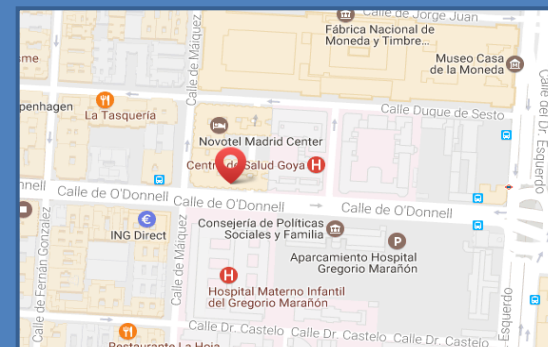 Calle de Jorge Juan
Fábrica Nacional de
Moneda y Timbre...
Museo Casa
de la Moneda
Calle de Máiquez
La Tasquería
Calle Duque de Sesto
Calle del Dr. Esquerdo
Novotel Madrid Center
Centro de Salud Goya
H
Calle de O'Donnell
Calle de O'Donnell
Calle de O'Donnell
€
ING Direct
Consejería de Políticas
Sociales y Familia
P
Aparcamiento Hospital
Gregorio Marañón
Calle de Fernán González
Calle de Máiquez
H
Hospital Materno Infantil
del Gregorio Marañón
Esquerdo
Calle Dr. Castelo
Calle Dr. Castelo
Calle Dr. Castelo
Restaurante La Hoja